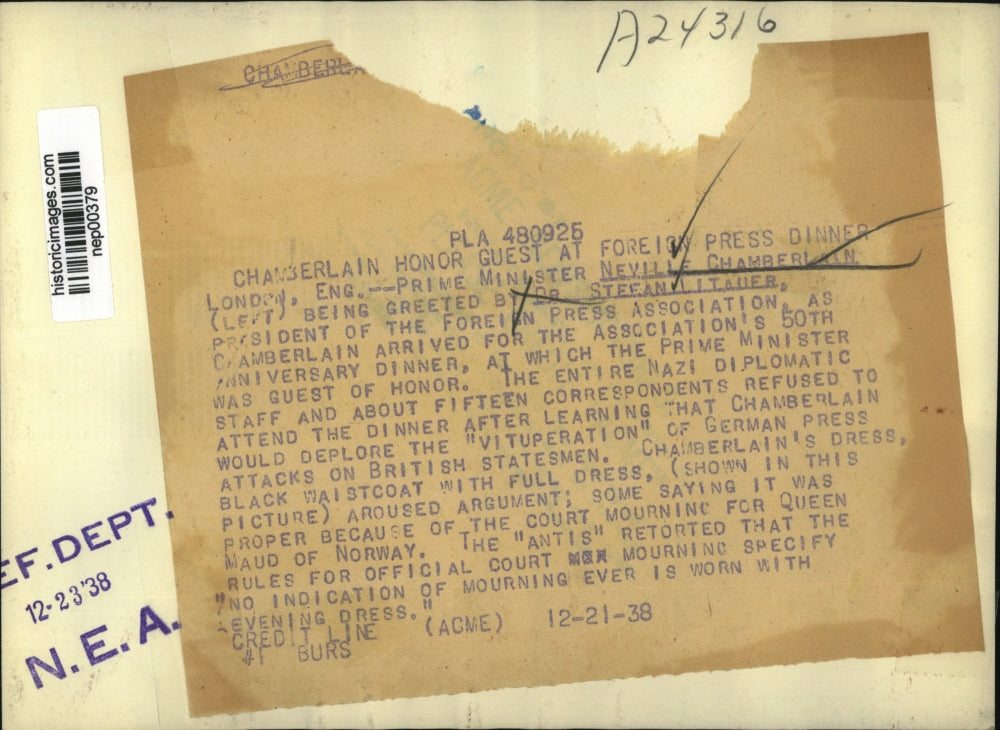 A24316
CHAMBERLA
historicimages.com
nep00379
PLA 480925
CHAMBERLAIN HONOR GUEST AT FOREIGN PRESS DINNER
LONDON, ENG.--PRIME MINISTER NEVILLE CHAMBERLAIN
(LEFT) BEING GREETED BY DR. STEFAN LITAUER,
PRESIDENT OF THE FOREIGN PRESS ASSOCIATION, AS
CHAMBERLAIN ARRIVED FOR THE ASSOCIATION'S 50TH
ANNIVERSARY DINNER, AT WHICH THE PRIME MINISTER
WAS GUEST OF HONOR. THE ENTIRE NAZI DIPLOMATIC
STAFF AND ABOUT FIFTEEN CORRESPONDENTS REFUSED TO
ATTEND THE DINNER AFTER LEARNING THAT CHAMBERLAIN
WOULD DEPLORE THE "VITUPERATION" OF GERMAN PRESS
ATTACKS ON BRITISH STATESMEN. CHAMBERLAIN'S DRESS,
BLACK WAISTCOAT WITH FULL DRESS, (SHOWN IN THIS
PICTURE) AROUSED ARGUMENT; SOME SAYING IT WAS
PROPER BECAUSE OF THE COURT MOURNING FOR QUEEN
MAUD OF NORWAY. THE "ANTIS" RETORTED THAT THE
RULES FOR OFFICIAL COURT MOURNING SPECIFY
"NO INDICATION OF MOURNING EVER IS WORN WITH
EVENING DRESS."
CREDIT LINE (ACME) 12-21-38
#1 BURS
EF. DEPT.
12-23'38
N.E.A.